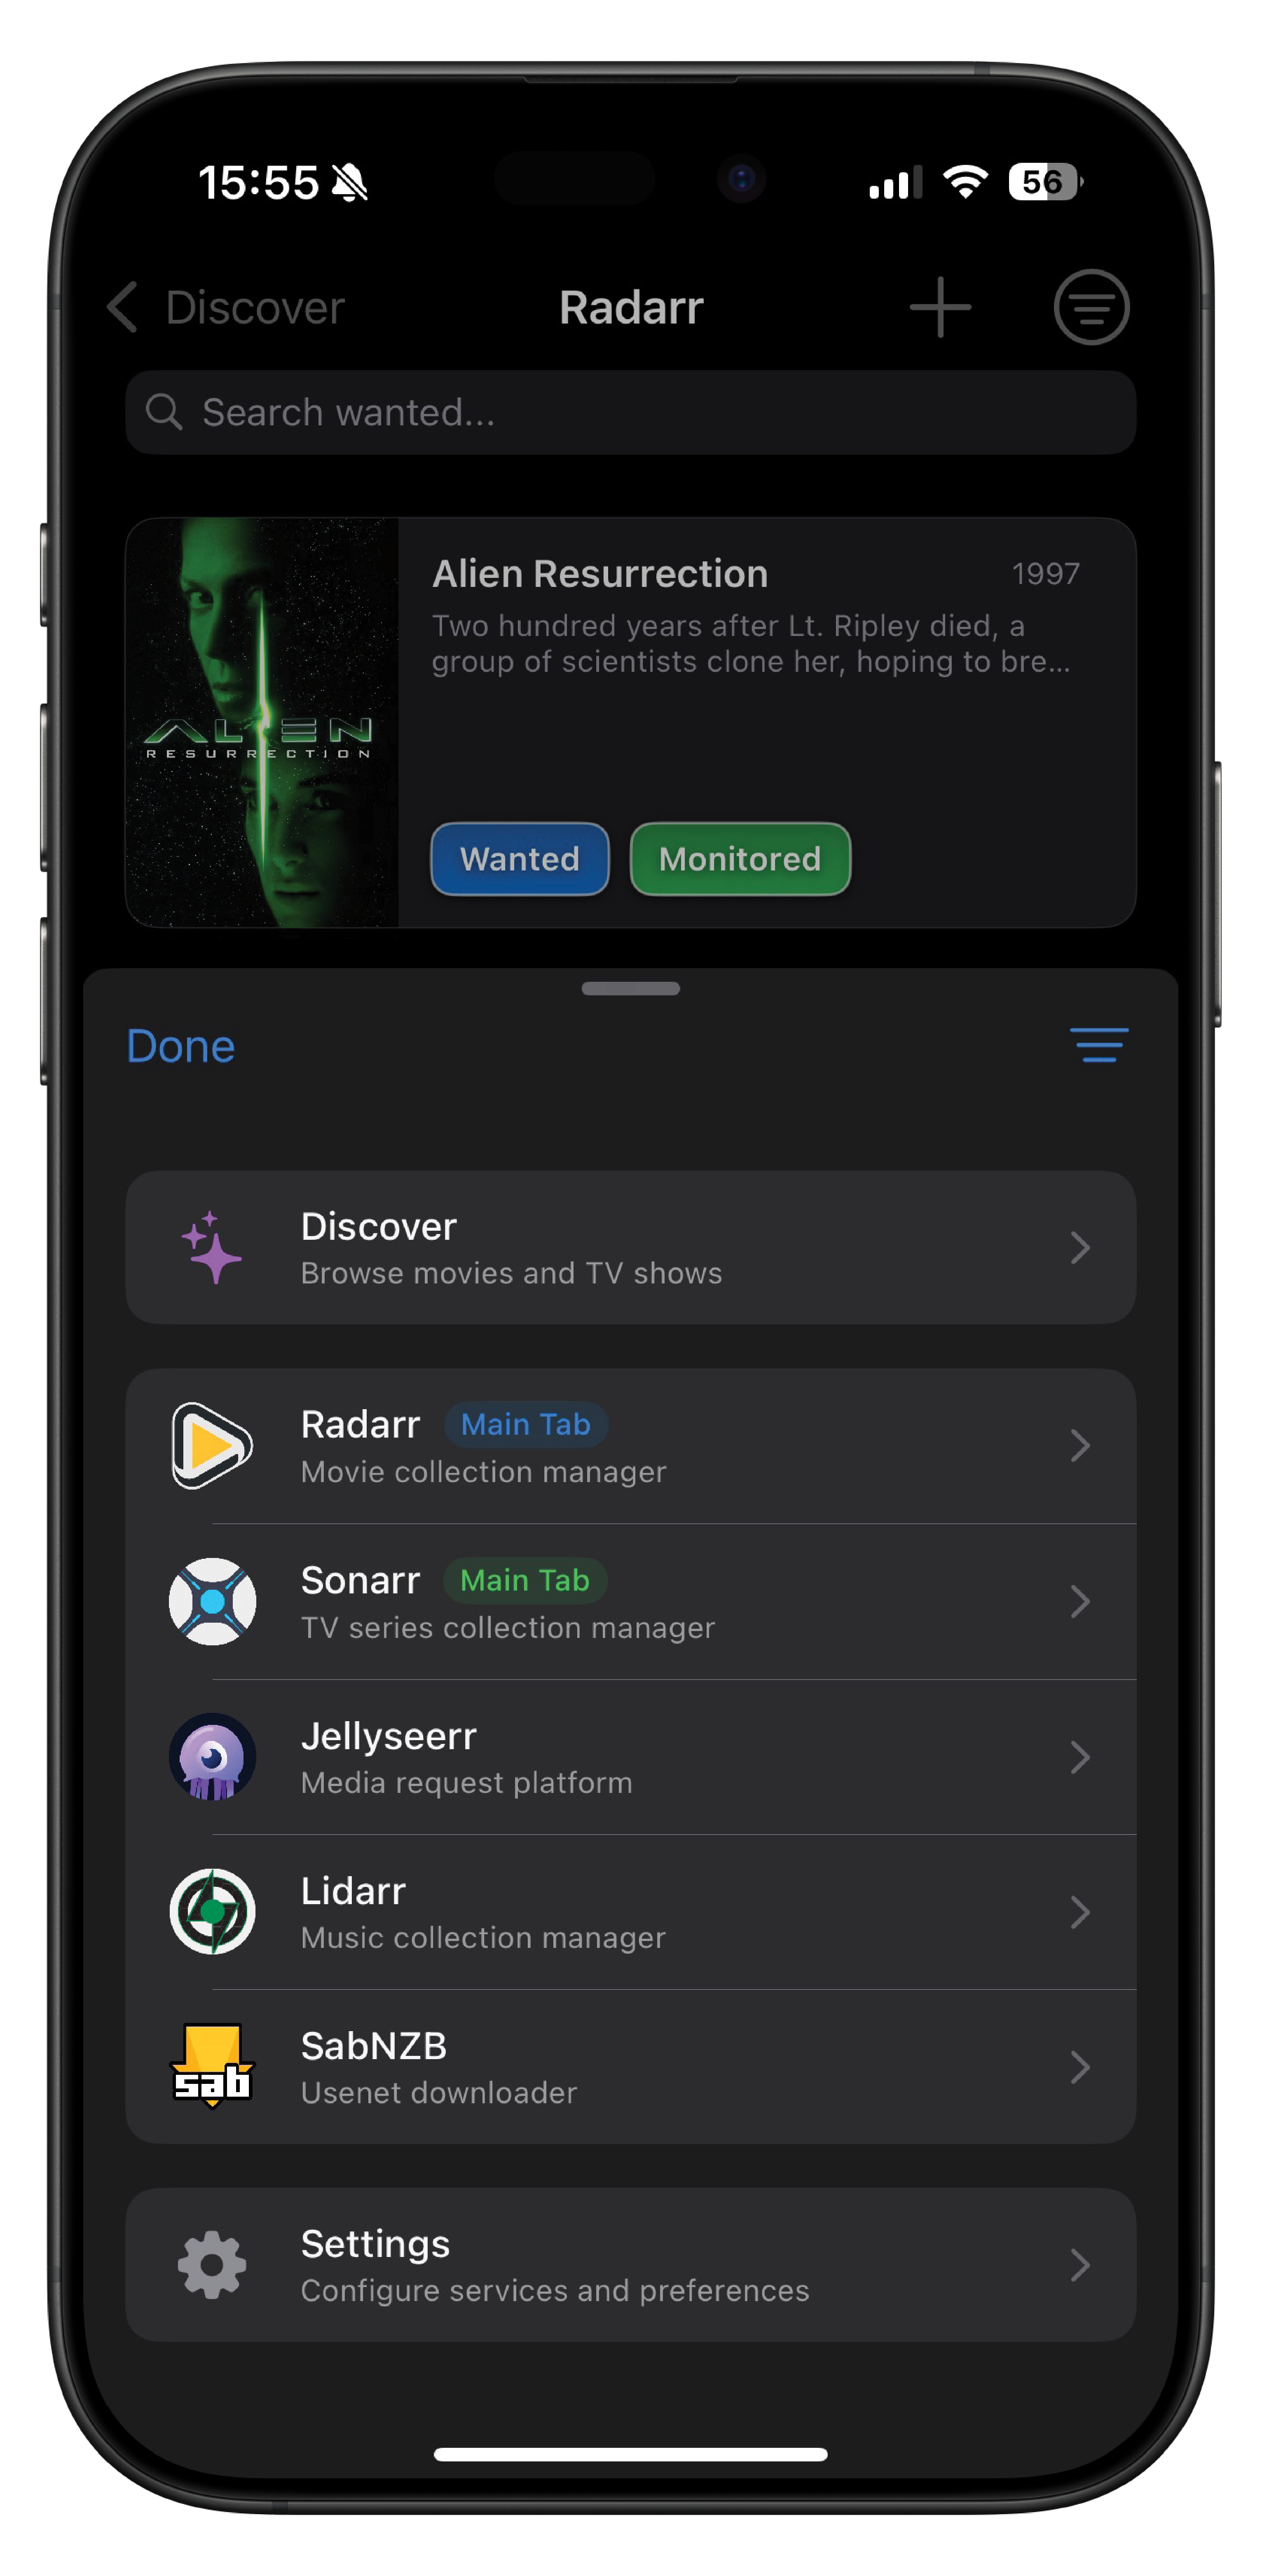 15:55
56
Discover
Radarr
Search wanted...
Alien Resurrection
1997
Two hundred years after Lt. Ripley died, a
group of scientists clone her, hoping to bre...
ALIEN
RESURRECTION
Wanted
Monitored
Done
Discover
Browse movies and TV shows
Radarr
Main Tab
Movie collection manager
Sonarr
Main Tab
TV series collection manager
Jellyseerr
Media request platform
Lidarr
Music collection manager
sab
SabNZB
Usenet downloader
Settings
Configure services and preferences